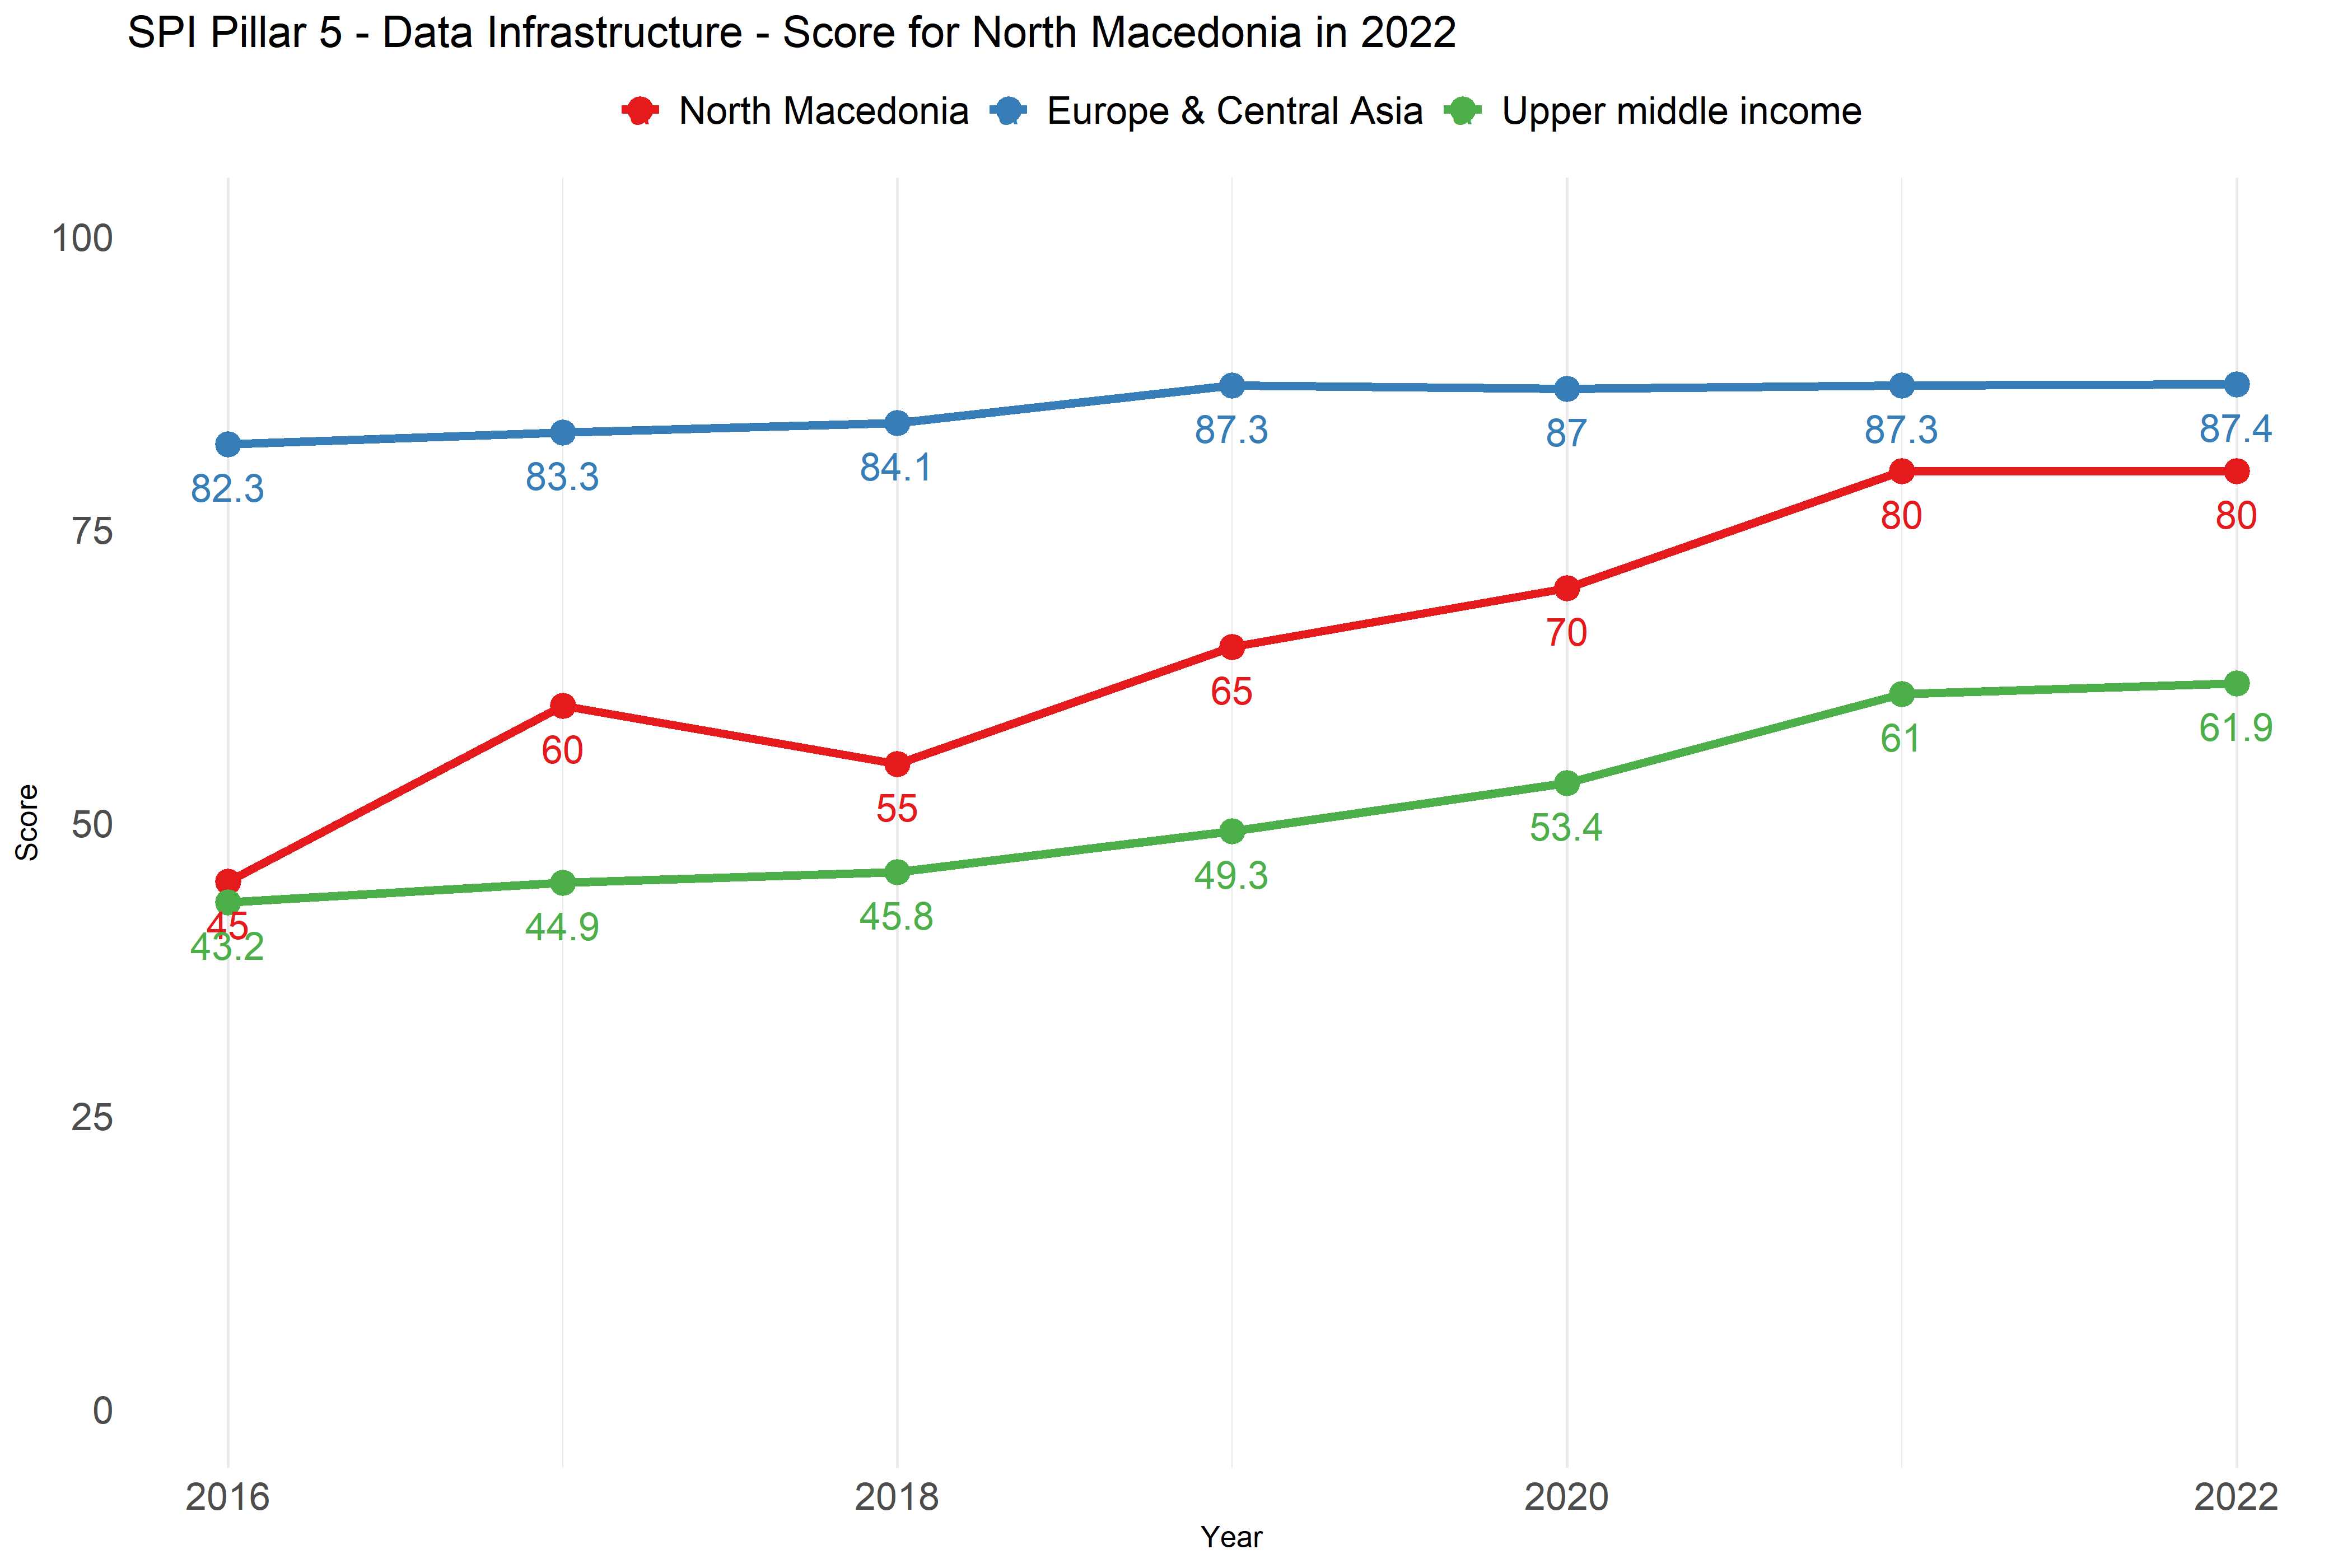 SPI Pillar 5 - Data Infrastructure - Score for North Macedonia in 2022
North Macedonia Europe & Central Asia Upper middle income
100
75
50
25
0
Score
82.3 83.3 84.1 87.3 87 87.3 87.4
45 60 55 65 70 80 80
43.2 44.9 45.8 49.3 53.4 61 61.9
2016 2018 2020 2022
Year